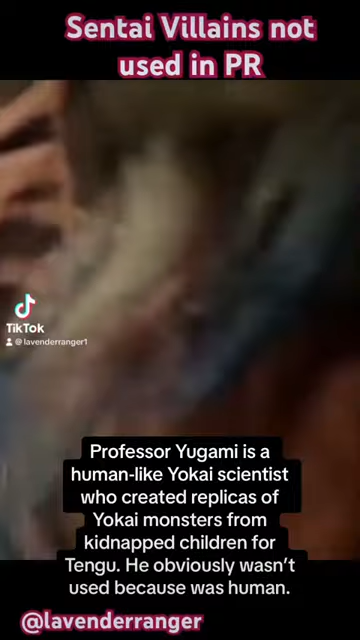 Sentai Villains not
used in PR
TikTok
@lavenderranger1
Professor Yugami is a
human-like Yokai scientist
who created replicas of
Yokai monsters from
kidnapped children for
Tengu. He obviously wasn't
used because was human.
@lavenderranger